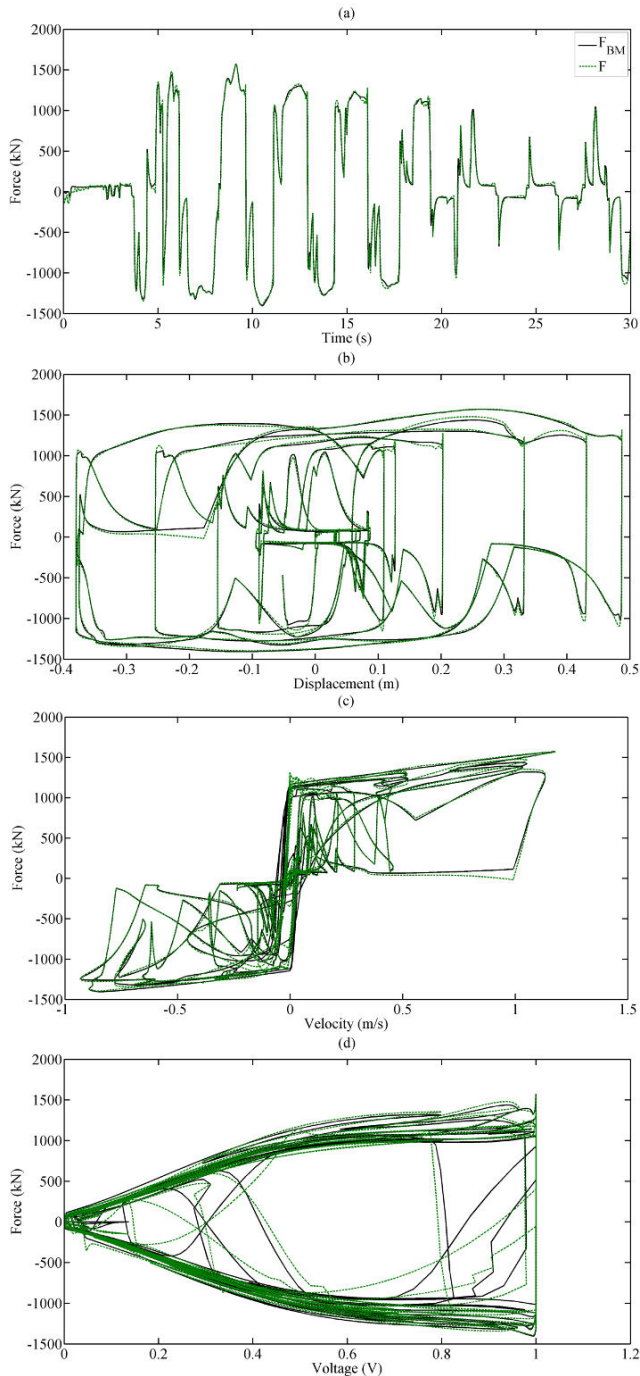 (a)
2000
1500
1000
500
0
-500
-1000
-1500
Force (kN)
F_BM
F
0 5 10 15 20 25 30
Time (s)
(b)
2000
1500
1000
500
0
-500
-1000
-1500
Force (kN)
-0.4 -0.3 -0.2 -0.1 0 0.1 0.2 0.3 0.4 0.5
Displacement (m)
(c)
2000
1500
1000
500
0
-500
-1000
-1500
Force (kN)
-1 -0.5 0 0.5 1 1.5
Velocity (m/s)
(d)
2000
1500
1000
500
0
-500
-1000
-1500
Force (kN)
0 0.2 0.4 0.6 0.8 1.0 1.2
Voltage (V)